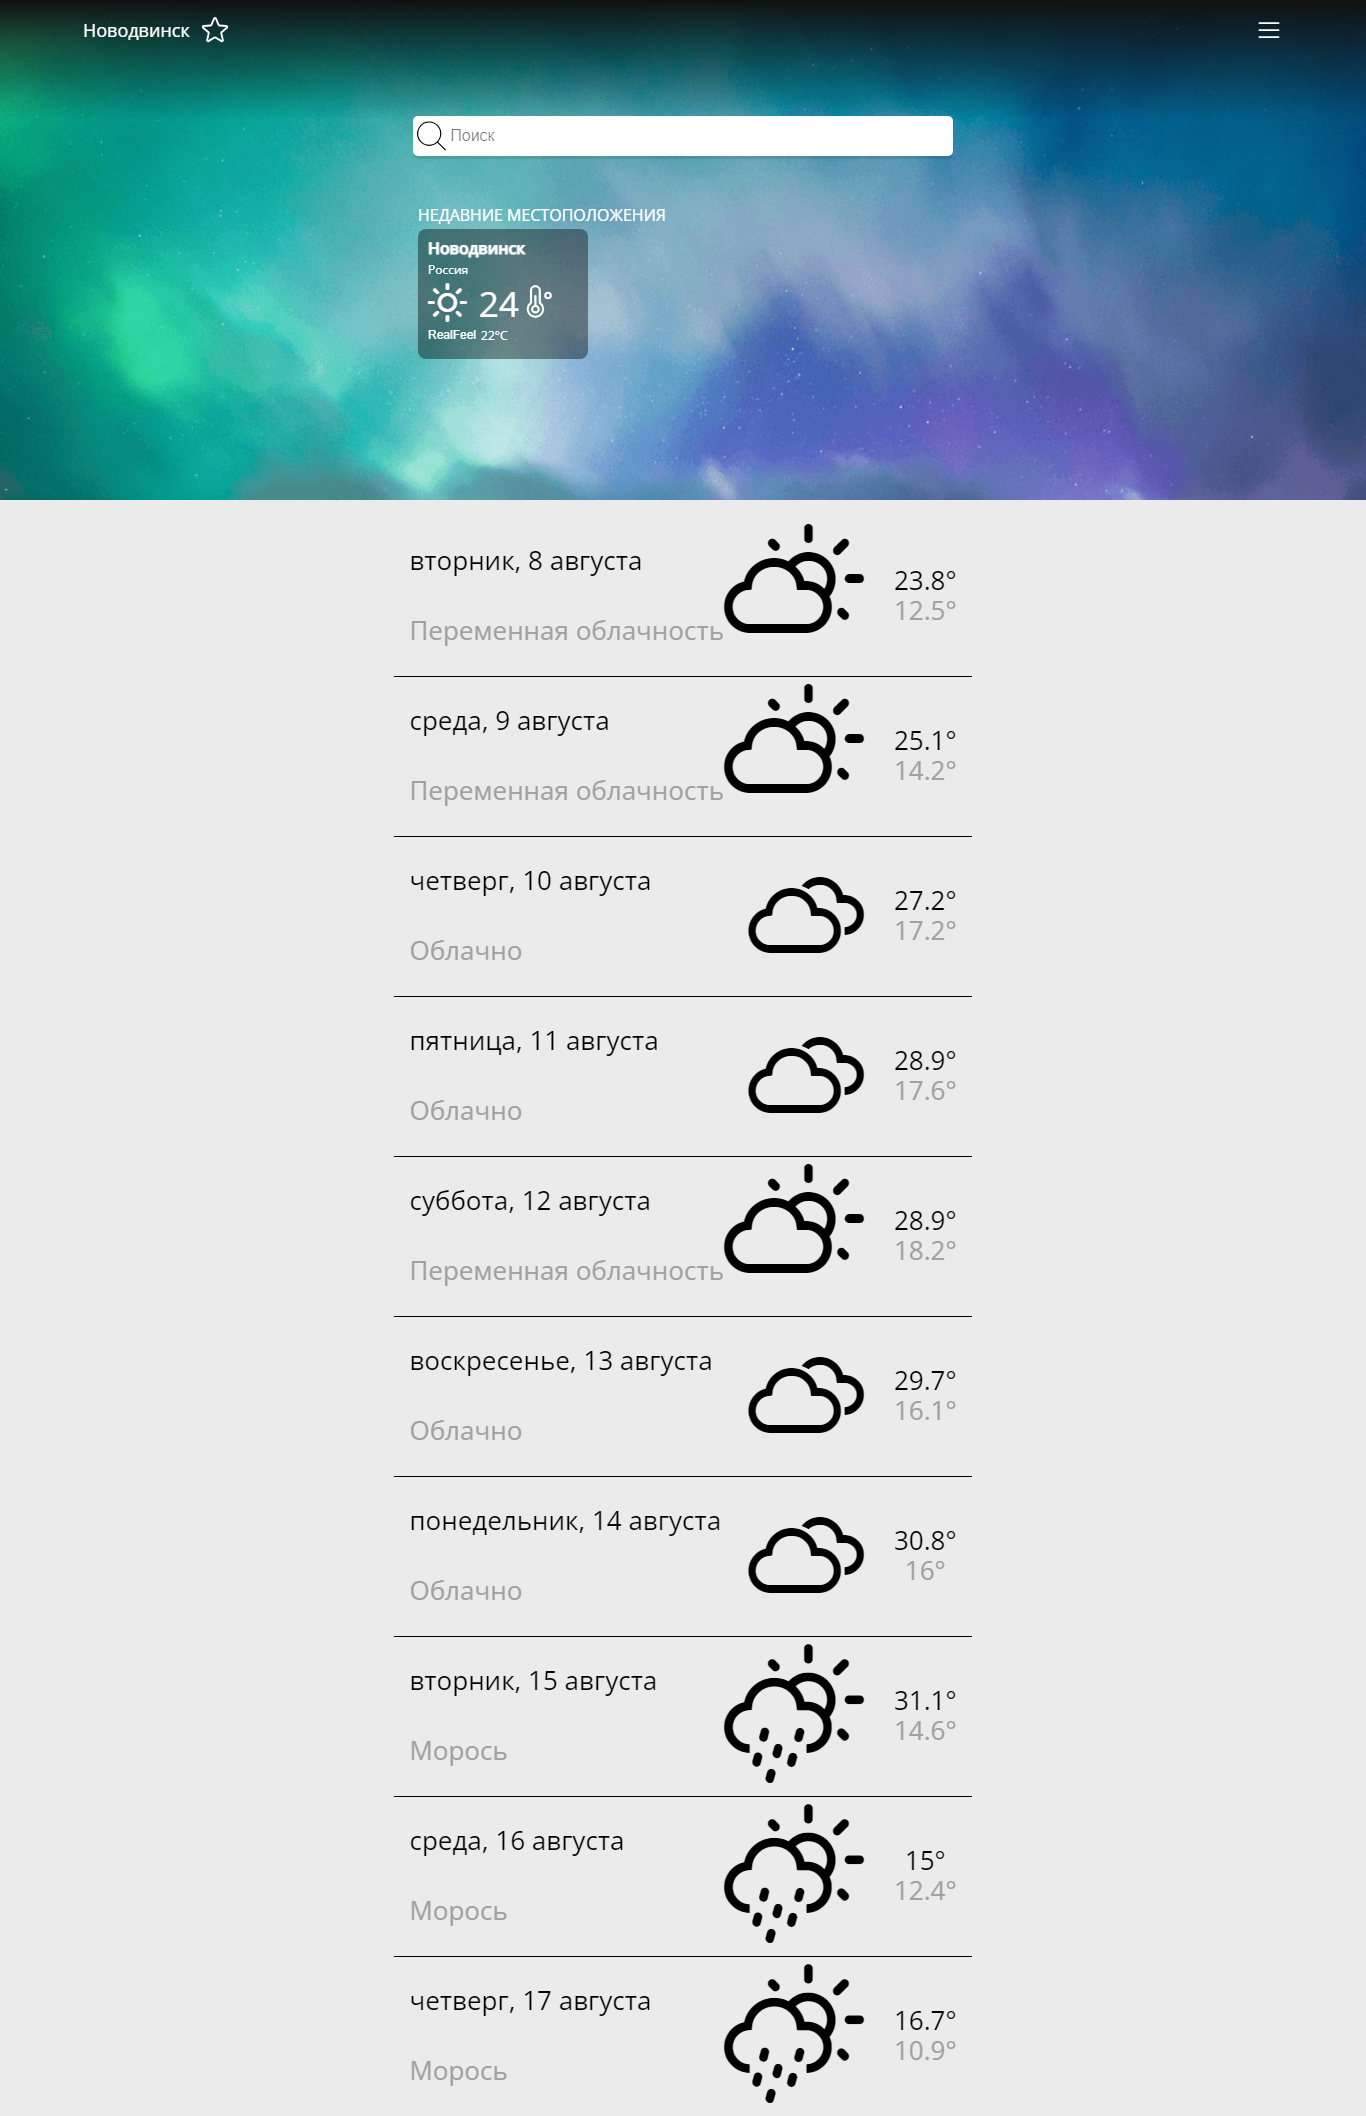 Новодвинск
Поиск
НЕДАВНИЕ МЕСТОПОЛОЖЕНИЯ
Новодвинск
Россия
24
RealFeel 22°C
вторник, 8 августа
Переменная облачность
23.8°
12.5°
среда, 9 августа
Переменная облачность
25.1°
14.2°
четверг, 10 августа
Облачно
27.2°
17.2°
пятница, 11 августа
Облачно
28.9°
17.6°
суббота, 12 августа
Переменная облачность
28.9°
18.2°
воскресенье, 13 августа
Облачно
29.7°
16.1°
понедельник, 14 августа
Облачно
30.8°
16°
вторник, 15 августа
Морось
31.1°
14.6°
среда, 16 августа
Морось
15°
12.4°
четверг, 17 августа
Морось
16.7°
10.9°